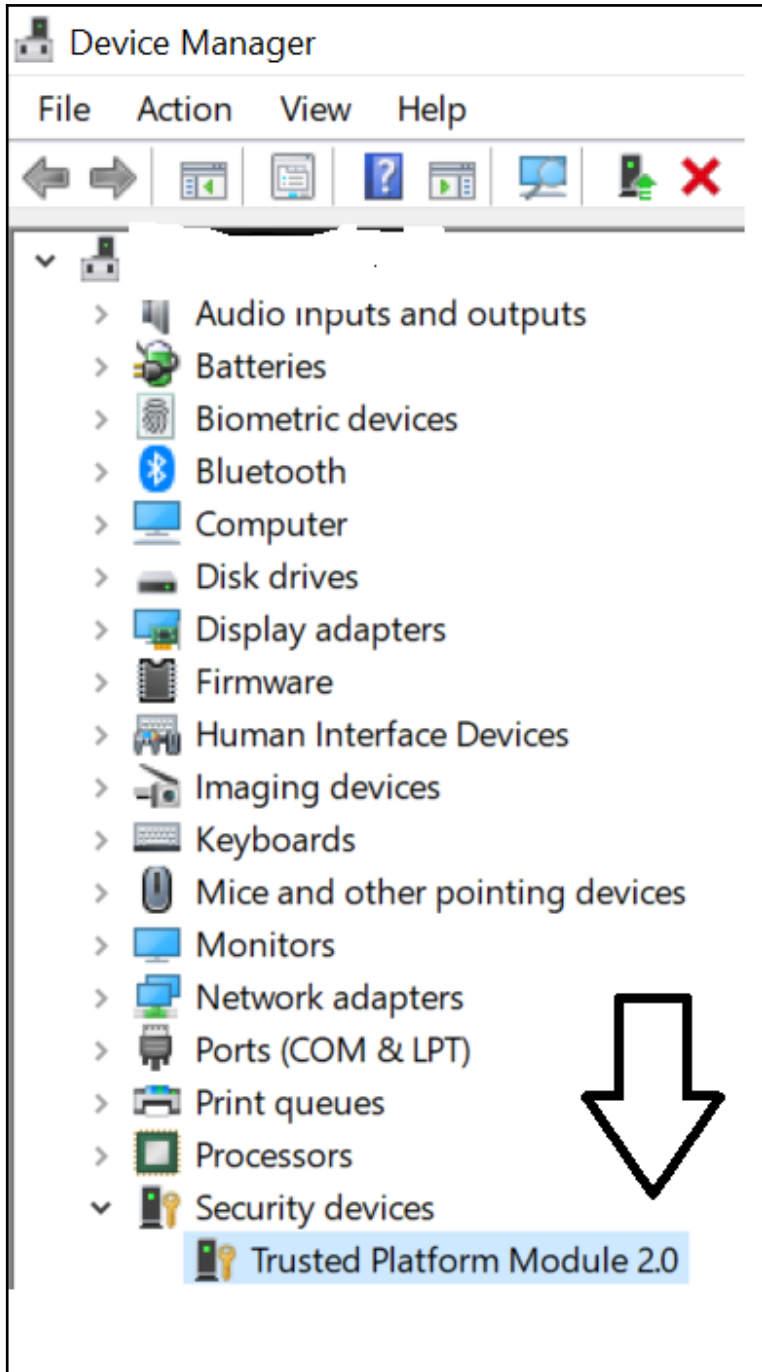 Device Manager
File Action View Help
Audio inputs and outputs
Batteries
Biometric devices
Bluetooth
Computer
Disk drives
Display adapters
Firmware
Human Interface Devices
Imaging devices
Keyboards
Mice and other pointing devices
Monitors
Network adapters
Ports (COM & LPT)
Print queues
Processors
Security devices
Trusted Platform Module 2.0